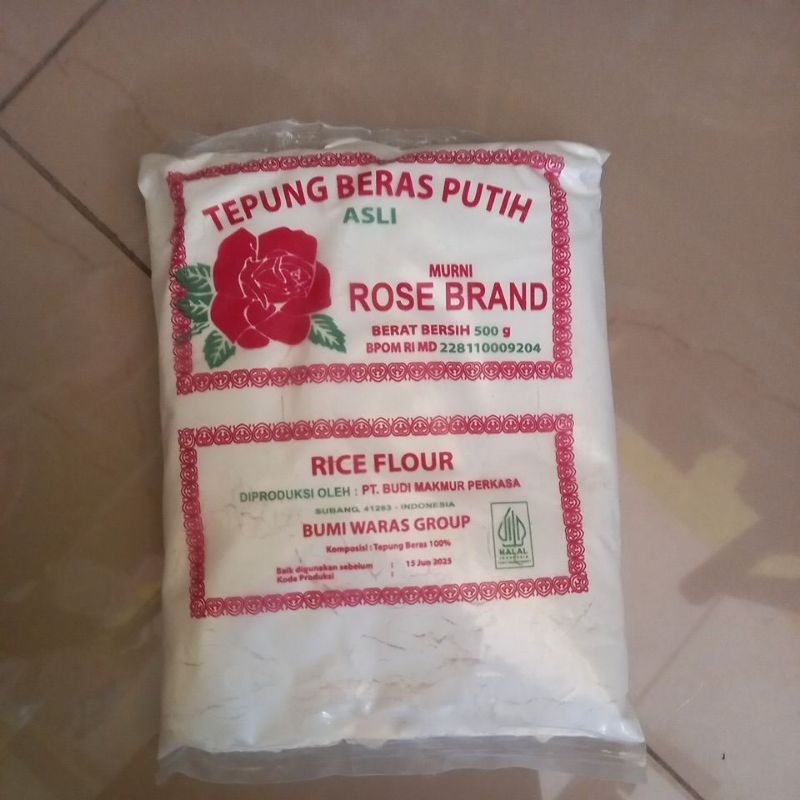 TEPUNG BERAS PUTIH
ASLI
MURNI
ROSE BRAND
BERAT BERSIH 500 g
BPOM RI MD 228110009204
RICE FLOUR
DIPRODUKSI OLEH : PT. BUDI MAKMUR PERKASA
SUBANG, 41263 - INDONESIA
BUMI WARAS GROUP
Komposisi : Tepung Beras 100%
HALAL
INDONESIA
Baik digunakan sebelum : 15 Jun 2025
Kode Produksi :